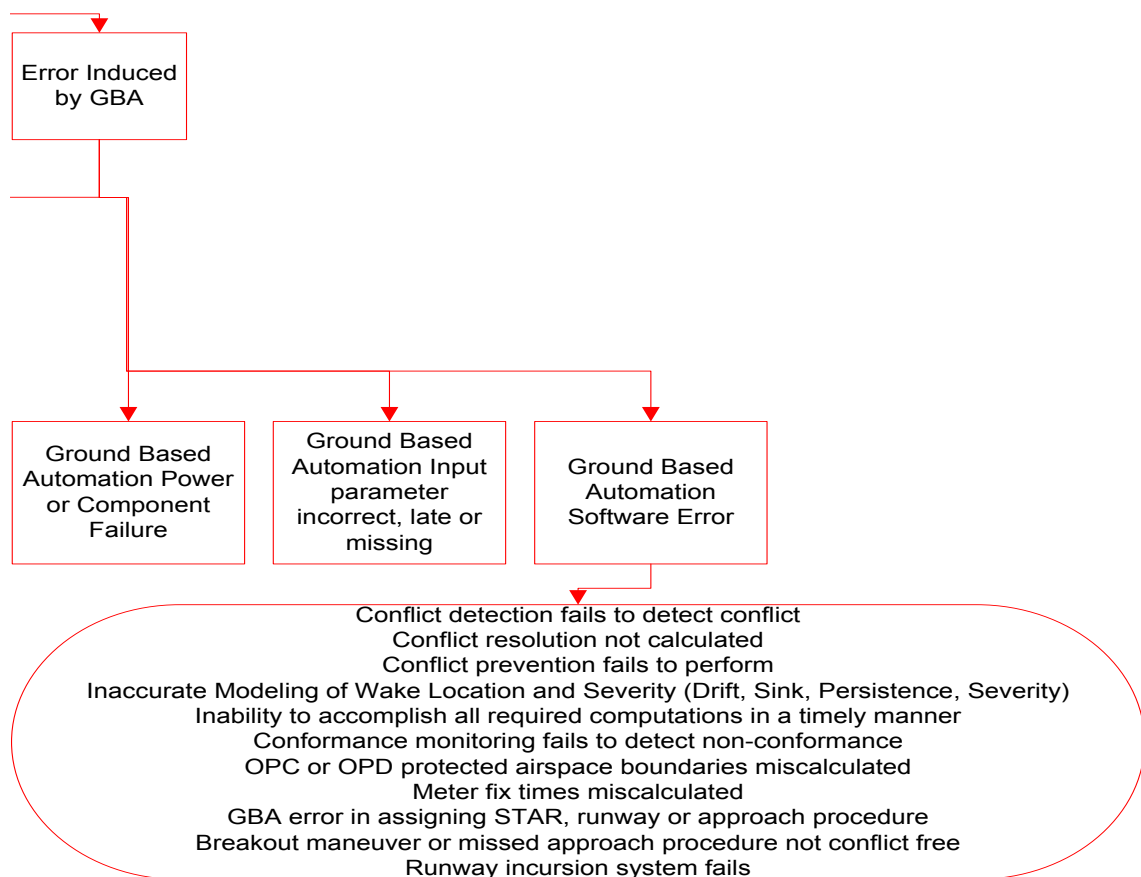 Error Induced
by GBA
Ground Based
Automation Power
or Component
Failure
Ground Based
Automation Input
parameter
incorrect, late or
missing
Ground Based
Automation
Software Error
Conflict detection fails to detect conflict
Conflict resolution not calculated
Conflict prevention fails to perform
Inaccurate Modeling of Wake Location and Severity (Drift, Sink, Persistence, Severity)
Inability to accomplish all required computations in a timely manner
Conformance monitoring fails to detect non-conformance
OPC or OPD protected airspace boundaries miscalculated
Meter fix times miscalculated
GBA error in assigning STAR, runway or approach procedure
Breakout maneuver or missed approach procedure not conflict free
Runway incursion system fails